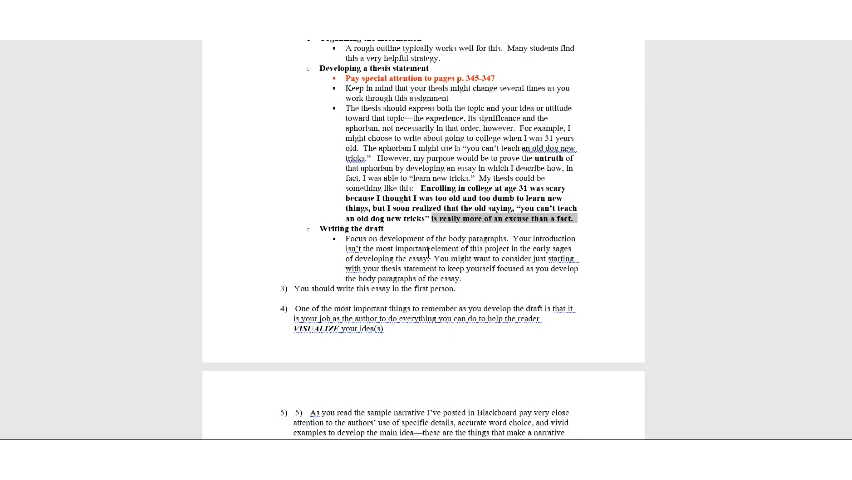 A rough outline typically works well for this. Many students find
this a very helpful strategy.
Developing a thesis statement
Pay special attention to pages p. 345-347
Keep in mind that your thesis might change several times as you
work through this assignment
The thesis should express both the topic and your idea or attitude
toward that topic—the experience, its significance and the
aphorism, not necessarily in that order, however. For example, I
might choose to write about going to college when I was 31 years
old. The aphorism I might use is "you can't teach an old dog new
tricks." However, my purpose would be to prove the untruth of
that aphorism by developing an essay in which I describe how, in
fact, I was able to "learn new tricks." My thesis could be
something like this: Enrolling in college at age 31 was scary
because I thought I was too old and too dumb to learn new
things, but I soon realized that the old saying, "you can't teach
an old dog new tricks" is really more of an excuse than a fact.
Writing the draft
Focus on development of the body paragraphs. Your introduction
isn't the most important element of this project in the early sages
of developing the essay. You might want to consider just starting
with your thesis statement to keep yourself focused as you develop
the body paragraphs of the essay.
3) You should write this essay in the first person.
4) One of the most important things to remember as you develop the draft is that it
is your job as the author to do everything you can do to help the reader
VISUALIZE your idea(s)
5) 5) As you read the sample narrative I've posted in Blackboard pay very close
attention to the authors' use of specific details, accurate word choice, and vivid
examples to develop the main idea—these are the things that make a narrative